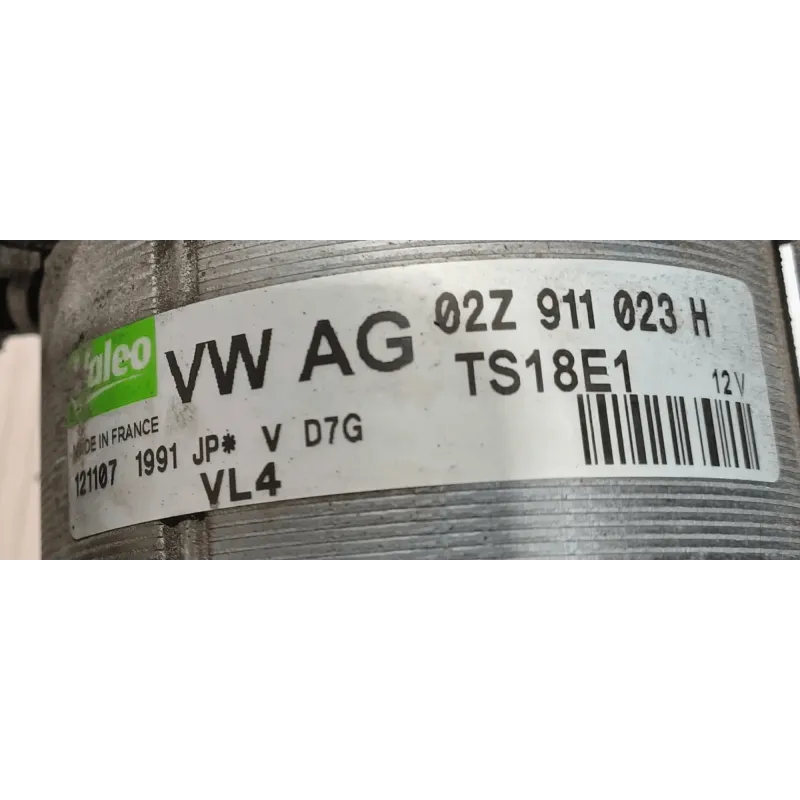 Valeo
VW AG
02Z 911 023 H
TS18E1
12V
MADE IN FRANCE
121107 1991 JP* V D7G
VL4